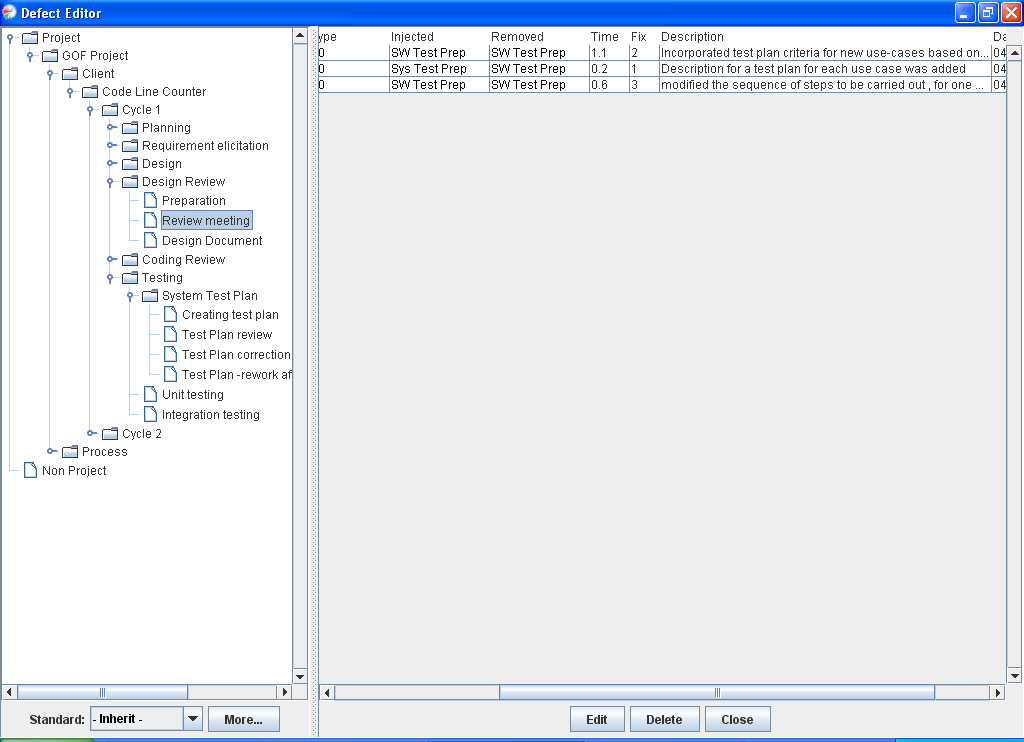 Defect Editor
Project
GOF Project
Client
Code Line Counter
Cycle 1
Planning
Requirement elicitation
Design
Design Review
Preparation
Review meeting
Design Document
Coding Review
Testing
System Test Plan
Creating test plan
Test Plan review
Test Plan correction
Test Plan -rework af
Unit testing
Integration testing
Cycle 2
Process
Non Project
Standard: - Inherit - More...
ype Injected Removed Time Fix Description Da
0 SW Test Prep SW Test Prep 1.1 2 Incorporated test plan criteria for new use-cases based on... 04
0 Sys Test Prep SW Test Prep 0.2 1 Description for a test plan for each use case was added 04
0 SW Test Prep SW Test Prep 0.6 3 modified the sequence of steps to be carried out , for one ... 04
Edit Delete Close